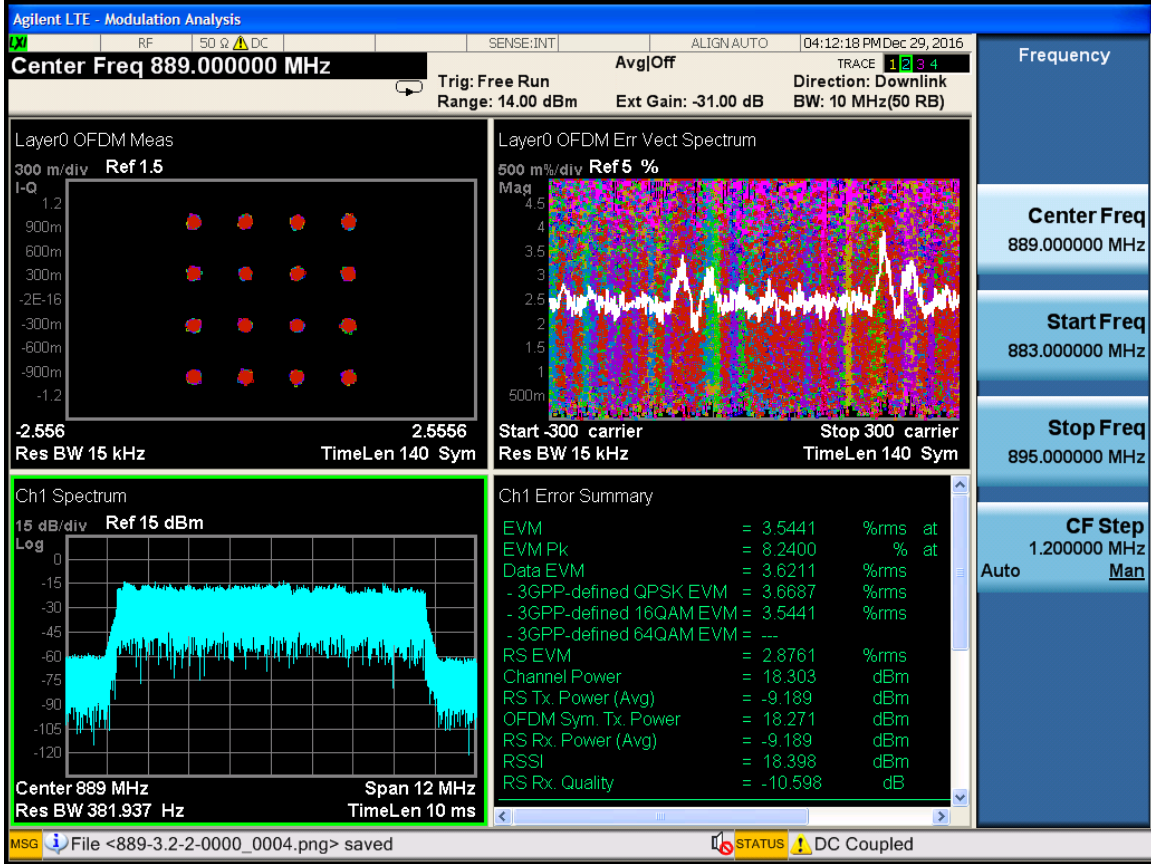 Agilent LTE - Modulation Analysis
LXI RF 50 Ω DC SENSE:INT ALIGN AUTO 04:12:18 PM Dec 29, 2016
Center Freq 889.000000 MHz
Avg|Off
TRACE 1 2 3 4
Trig: Free Run
Direction: Downlink
Range: 14.00 dBm
Ext Gain: -31.00 dB
BW: 10 MHz(50 RB)
Layer0 OFDM Meas
300 m/div Ref 1.5
I-Q
1.2
900m
600m
300m
-2E-16
-300m
-600m
-900m
-1.2
-2.556 2.5556
Res BW 15 kHz TimeLen 140 Sym
Layer0 OFDM Err Vect Spectrum
500 m%/div Ref 5 %
Mag
4.5
4
3.5
3
2.5
2
1.5
1
500m
Start -300 carrier Stop 300 carrier
Res BW 15 kHz TimeLen 140 Sym
Ch1 Spectrum
15 dB/div Ref 15 dBm
Log
0
-15
-30
-45
-60
-75
-90
-105
-120
Center 889 MHz Span 12 MHz
Res BW 381.937 Hz TimeLen 10 ms
Ch1 Error Summary
EVM = 3.5441 %rms at
EVM Pk = 8.2400 % at
Data EVM = 3.6211 %rms
- 3GPP-defined QPSK EVM = 3.6687 %rms
- 3GPP-defined 16QAM EVM = 3.5441 %rms
- 3GPP-defined 64QAM EVM = ---
RS EVM = 2.8761 %rms
Channel Power = 18.303 dBm
RS Tx. Power (Avg) = -9.189 dBm
OFDM Sym. Tx. Power = 18.271 dBm
RS Rx. Power (Avg) = -9.189 dBm
RSSI = 18.398 dBm
RS Rx. Quality = -10.598 dB
Frequency
Center Freq
889.000000 MHz
Start Freq
883.000000 MHz
Stop Freq
895.000000 MHz
CF Step
1.200000 MHz
Auto Man
MSG File <889-3.2-2-0000_0004.png> saved STATUS DC Coupled